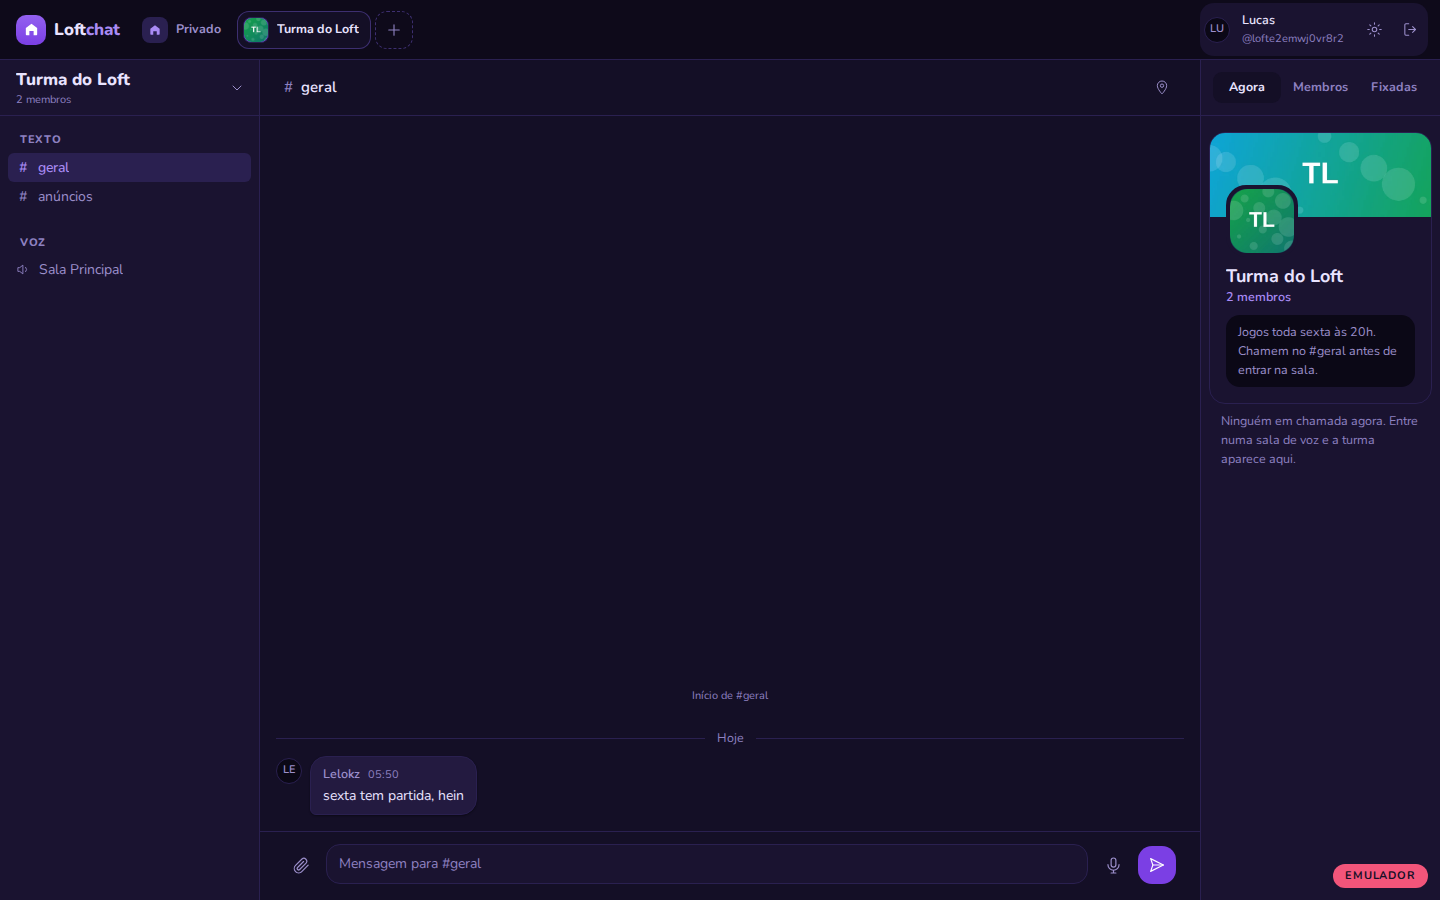 Loftchat
Privado
TL
Turma do Loft
LU
Lucas
@lofte2emwj0vr8r2
Turma do Loft
2 membros
TEXTO
# geral
# anúncios
VOZ
Sala Principal
# geral
Início de #geral
Hoje
LE
Lelokz 05:50
sexta tem partida, hein
Mensagem para #geral
Agora
Membros
Fixadas
TL
TL
Turma do Loft
2 membros
Jogos toda sexta às 20h.
Chamem no #geral antes de
entrar na sala.
Ninguém em chamada agora. Entre
numa sala de voz e a turma
aparece aqui.
EMULADOR